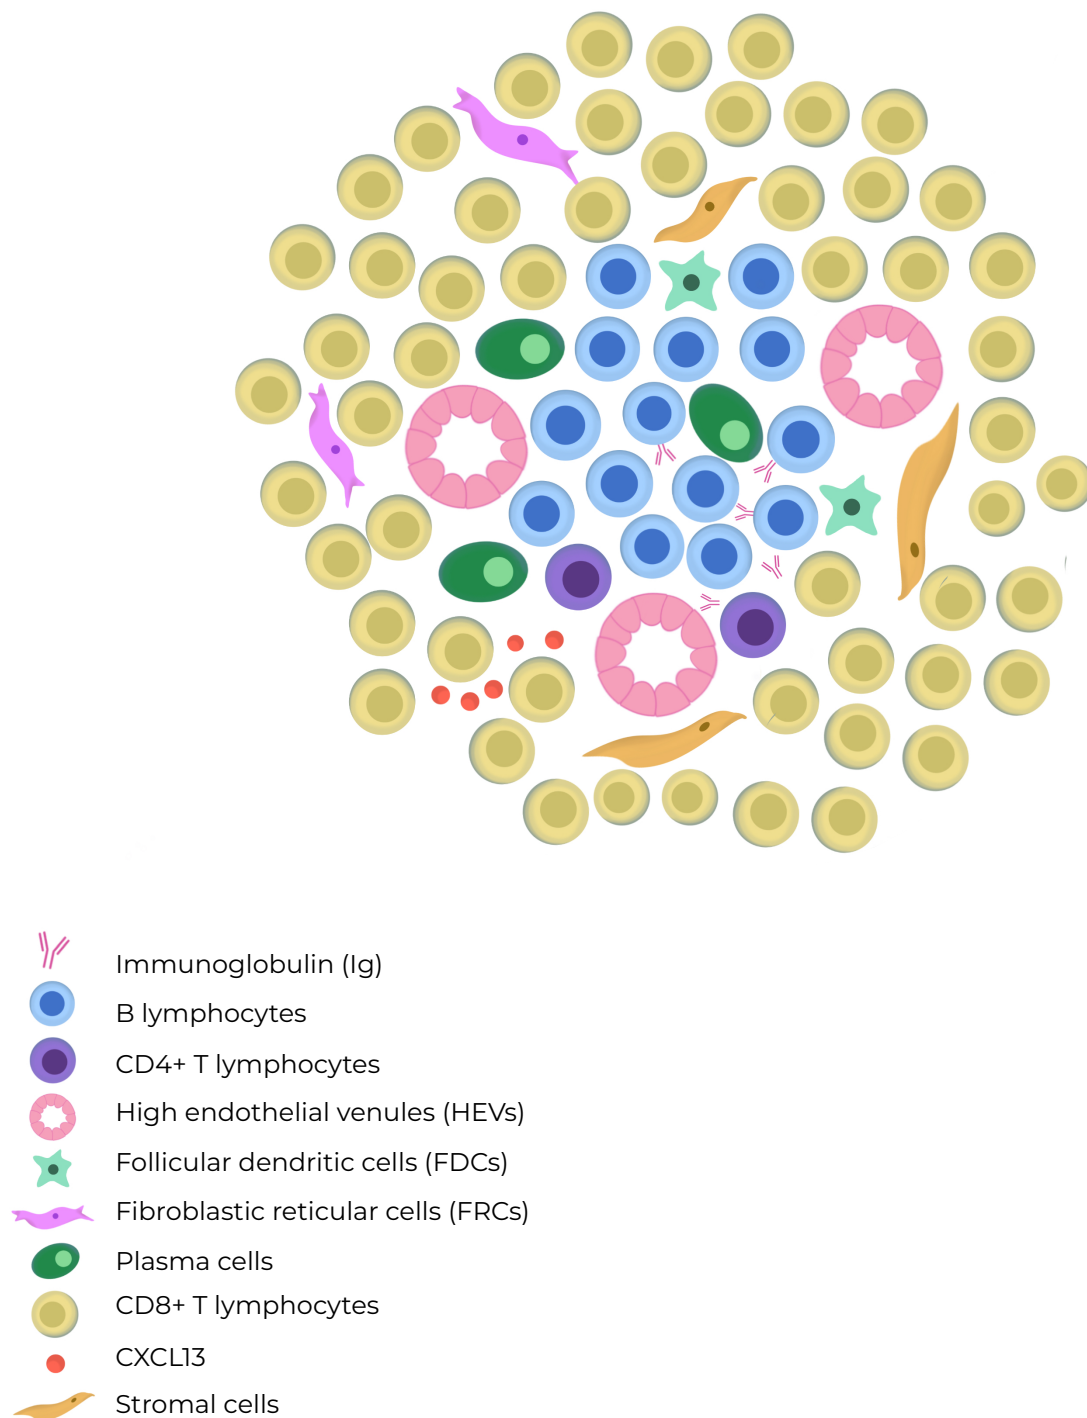 Immunoglobulin (Ig)
B lymphocytes
CD4+ T lymphocytes
High endothelial venules (HEVs)
Follicular dendritic cells (FDCs)
Fibroblastic reticular cells (FRCs)
Plasma cells
CD8+ T lymphocytes
CXCL13
Stromal cells